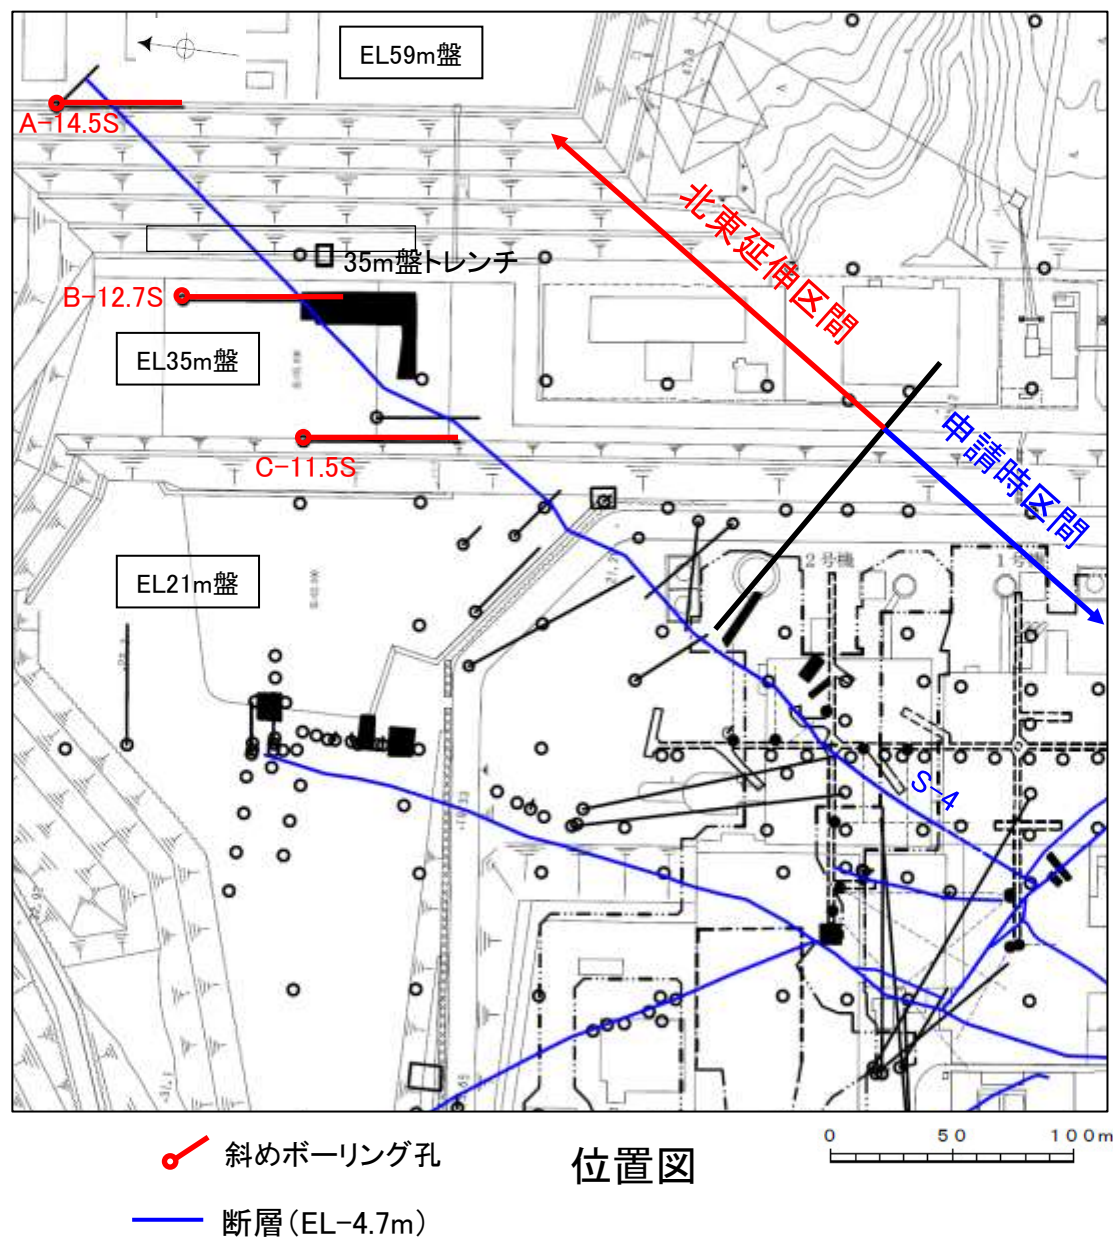 EL59m盤
A-14.5S
北東延伸区間
35m盤トレンチ
B-12.7S
EL35m盤
申請時区間
C-11.5S
EL21m盤
2号機
1号機
S-4
斜めボーリング孔
位置図
0 50 100m
断層(EL-4.7m)